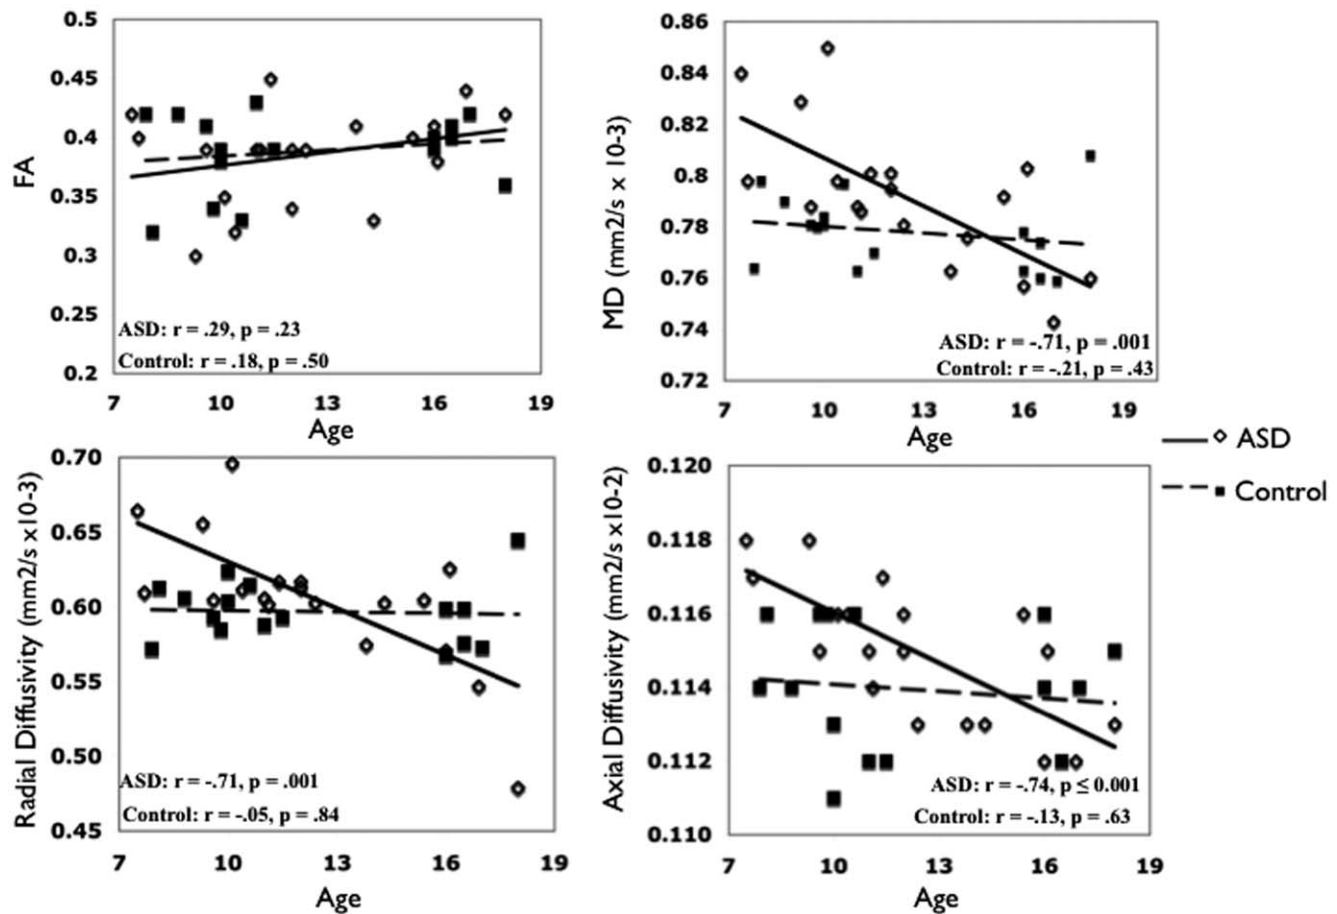 0.5
0.45
0.4
0.35
0.3
0.25
0.2
FA
ASD: r = .29, p = .23
Control: r = .18, p = .50
7 10 13 16 19
Age
0.86
0.84
0.82
0.8
0.78
0.76
0.74
0.72
MD (mm2/s x 10-3)
ASD: r = -.71, p = .001
Control: r = -.21, p = .43
7 10 13 16 19
Age
ASD
Control
0.70
0.65
0.60
0.55
0.50
0.45
Radial Diffusivity (mm2/s x10-3)
ASD: r = -.71, p = .001
Control: r = -.05, p = .84
7 10 13 16 19
Age
0.120
0.118
0.116
0.114
0.112
0.110
Axial Diffusivity (mm2/s x10-2)
ASD: r = -.74, p ≤ 0.001
Control: r = -.13, p = .63
7 10 13 16 19
Age